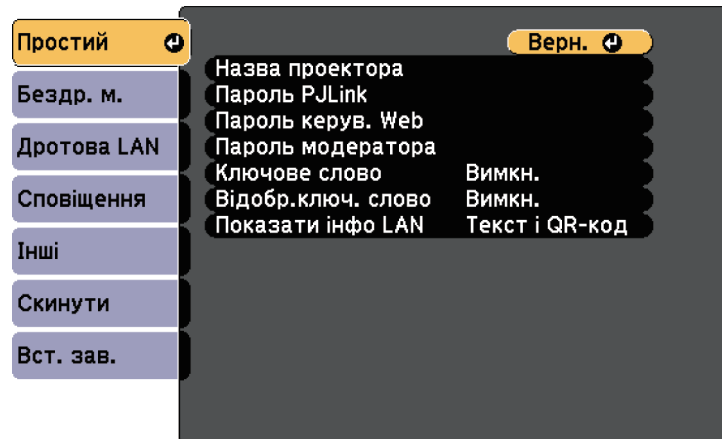 Простий
Бездр. м.
Дротова LAN
Сповіщення
Інші
Скинути
Вст. зав.
Верн.
Назва проектора
Пароль PJLink
Пароль керув. Web
Пароль модератора
Ключове слово Вимкн.
Відобр.ключ. слово Вимкн.
Показати інфо LAN Текст і QR-код